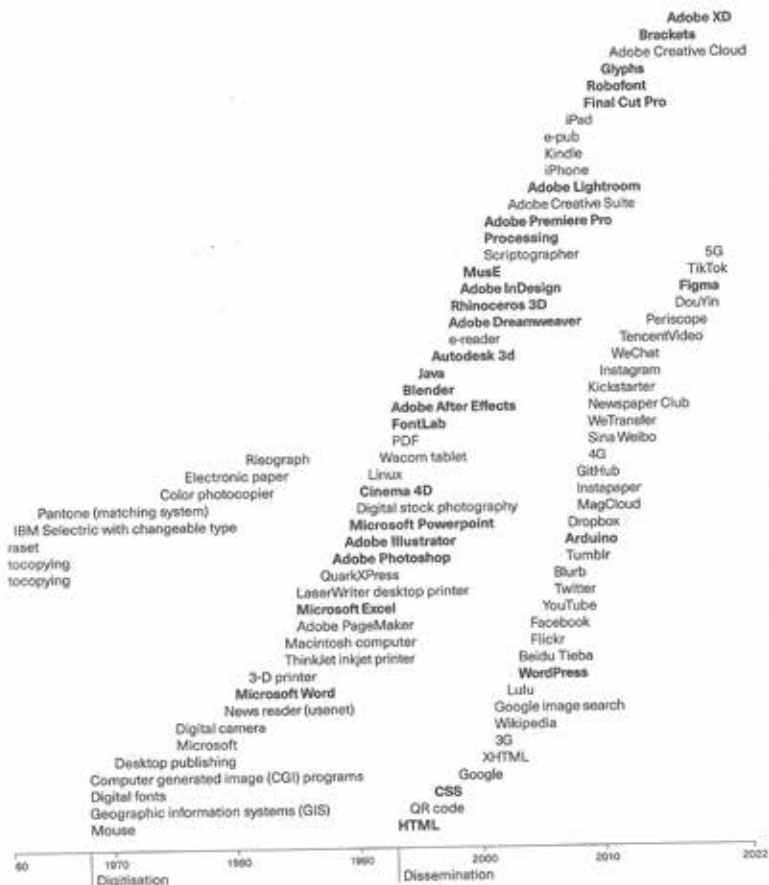 Adobe XD
Brackets
Adobe Creative Cloud
Glyphs
Robofont
Final Cut Pro
iPad
e-pub
Kindle
iPhone
Adobe Lightroom
Adobe Creative Suite
Adobe Premiere Pro
Processing
Scriptographer
5G
MusE
TikTok
Adobe InDesign
Figma
Rhinoceros 3D
DouYin
Adobe Dreamweaver
Periscope
e-reader
TencentVideo
Autodesk 3d
WeChat
Java
Instagram
Blender
Kickstarter
Adobe After Effects
Newspaper Club
FontLab
WeTransfer
PDF
Sina Weibo
Risograph
Wacom tablet
4G
Electronic paper
Linux
GitHub
Color photocopier
Cinema 4D
Instapaper
Pantone (matching system)
Digital stock photography
MagCloud
IBM Selectric with changeable type
Microsoft Powerpoint
Dropbox
raset
Adobe Illustrator
Arduino
tocopying
Adobe Photoshop
Tumblr
tocopying
QuarkXPress
Blurb
LaserWriter desktop printer
Twitter
Microsoft Excel
YouTube
Adobe PageMaker
Facebook
Macintosh computer
Flickr
ThinkJet inkjet printer
Beidu Tieba
3-D printer
WordPress
Microsoft Word
Lulu
News reader (usenet)
Google image search
Digital camera
Wikipedia
Microsoft
3G
Desktop publishing
XHTML
Computer generated image (CGI) programs
Google
Digital fonts
CSS
Geographic information systems (GIS)
QR code
Mouse
HTML
60 1970 1980 1990 2000 2010 2022
Digitisation Dissemination